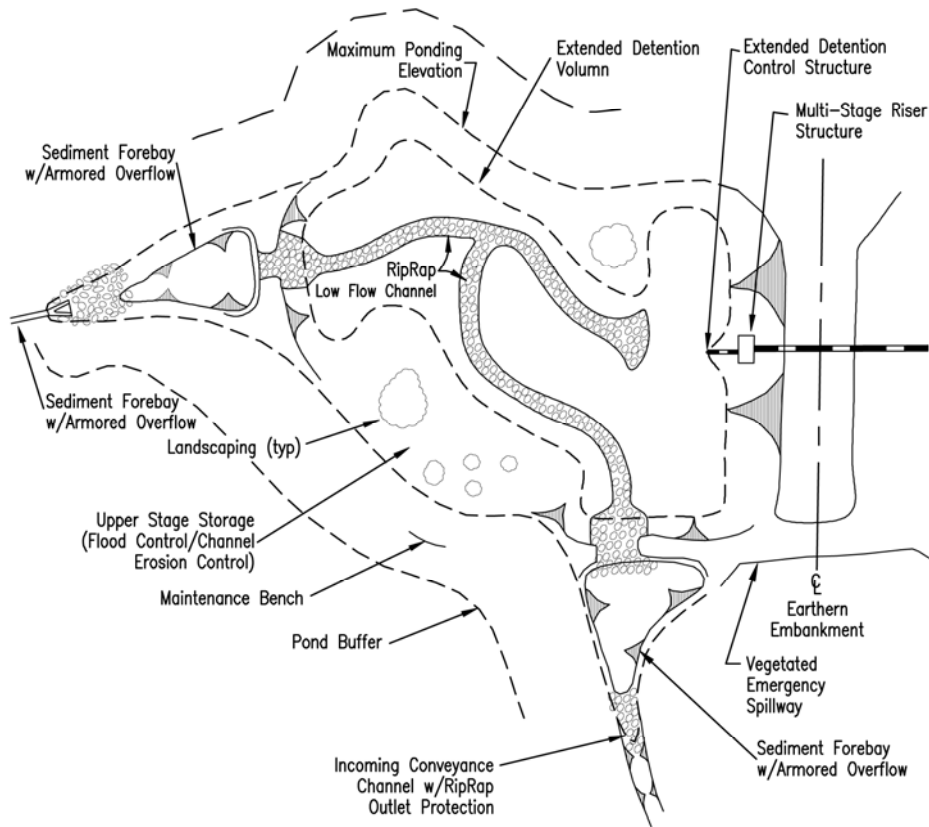 Maximum Ponding
Elevation
Extended Detention
Volumn
Extended Detention
Control Structure
Multi-Stage Riser
Structure
Sediment Forebay
w/Armored Overflow
RipRap
Low Flow Channel
Sediment Forebay
w/Armored Overflow
Landscaping (typ)
Upper Stage Storage
(Flood Control/Channel
Erosion Control)
Maintenance Bench
Pond Buffer
℄
Earthern
Embankment
Vegetated
Emergency
Spillway
Sediment Forebay
w/Armored Overflow
Incoming Conveyance
Channel w/RipRap
Outlet Protection